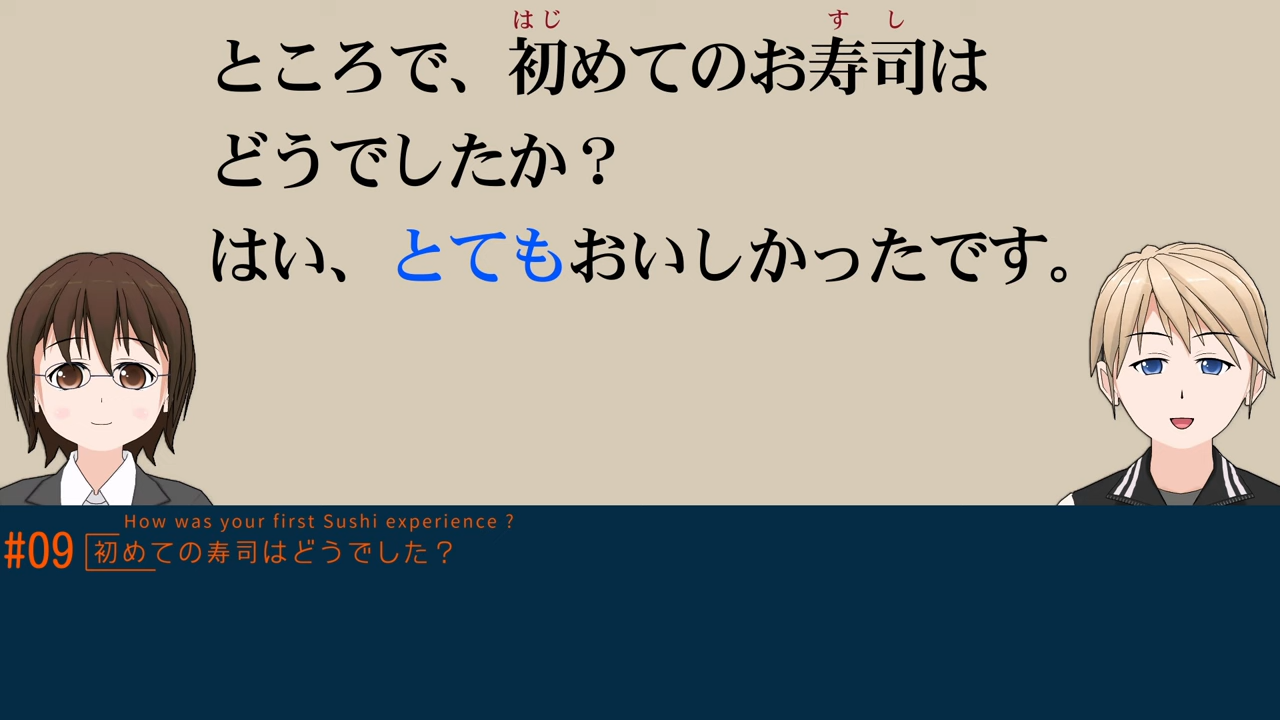 はじ す し
ところで、初めてのお寿司は
どうでしたか？
はい、とてもおいしかったです。
How was your first Sushi experience ?
#09 初めての寿司はどうでした？